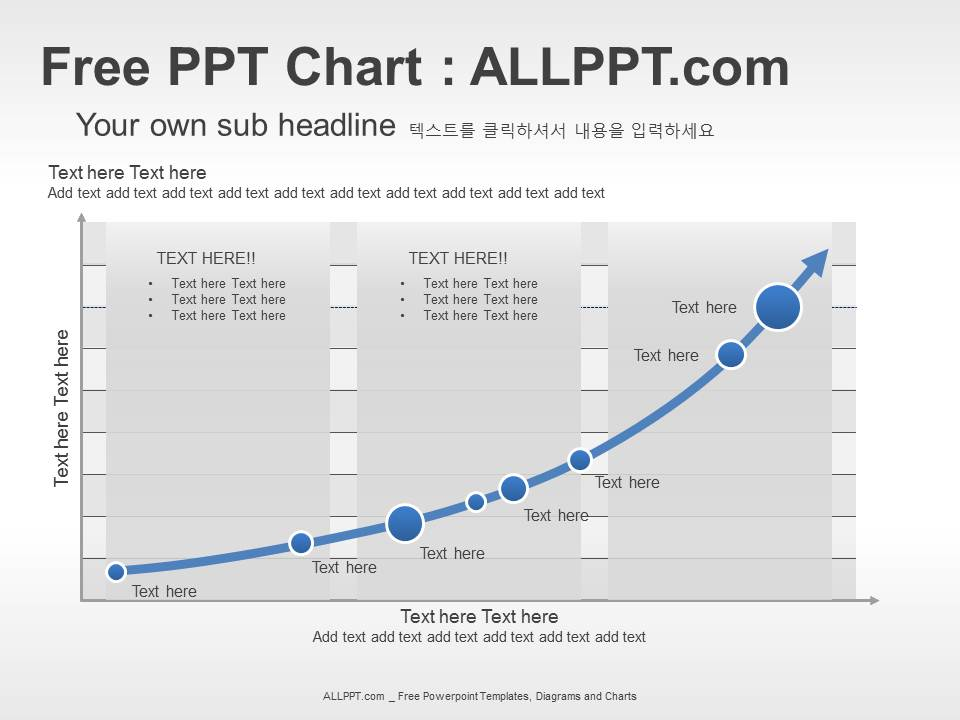 Free PPT Chart : ALLPPT.com
Your own sub headline 텍스트를 클릭하셔서 내용을 입력하세요
Text here Text here
Add text add text add text add text add text add text add text add text add text add text
TEXT HERE!!
• Text here Text here
• Text here Text here
• Text here Text here
TEXT HERE!!
• Text here Text here
• Text here Text here
• Text here Text here
Text here
Text here
Text here
Text here
Text here
Text here
Text here
Text here Text here
Text here Text here
Add text add text add text add text add text add text
ALLPPT.com _ Free Powerpoint Templates, Diagrams and Charts